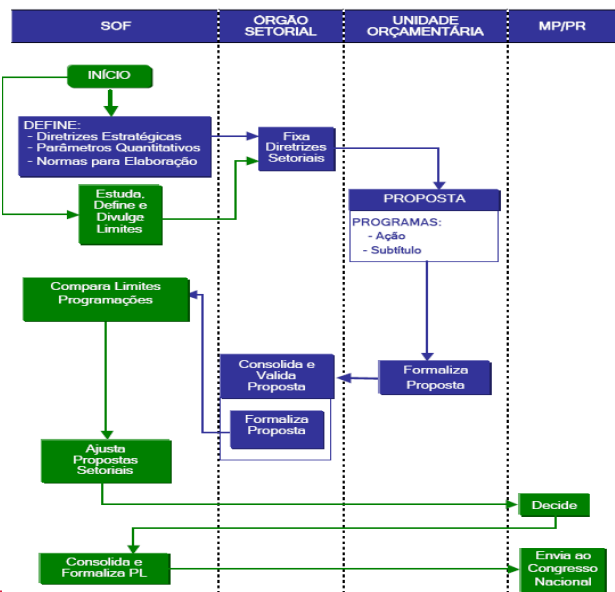 SOF
ÓRGÃO
SETORIAL
UNIDADE
ORÇAMENTÁRIA
MP/PR
INÍCIO
DEFINE:
- Diretrizes Estratégicas
- Parâmetros Quantitativos
- Normas para Elaboração
Fixa
Diretrizes
Setoriais
Estuda,
Define e
Divulge
Limites
PROPOSTA
PROGRAMAS:
- Ação
- Subtítulo
Compara Limites
Programações
Consolida e
Valida
Proposta
Formaliza
Proposta
Formaliza
Proposta
Ajusta
Propostas
Setoriais
Decide
Consolida e
Formaliza PL
Envia ao
Congresso
Nacional